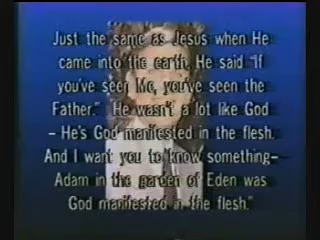 Just the same as Jesus when He
came into the earth, He said "If
you've seen Me, you've seen the
Father." He wasn't a lot like God
- He's God manifested in the flesh.
And I want you to know something-
Adam in the garden of Eden was
God manifested in the flesh."